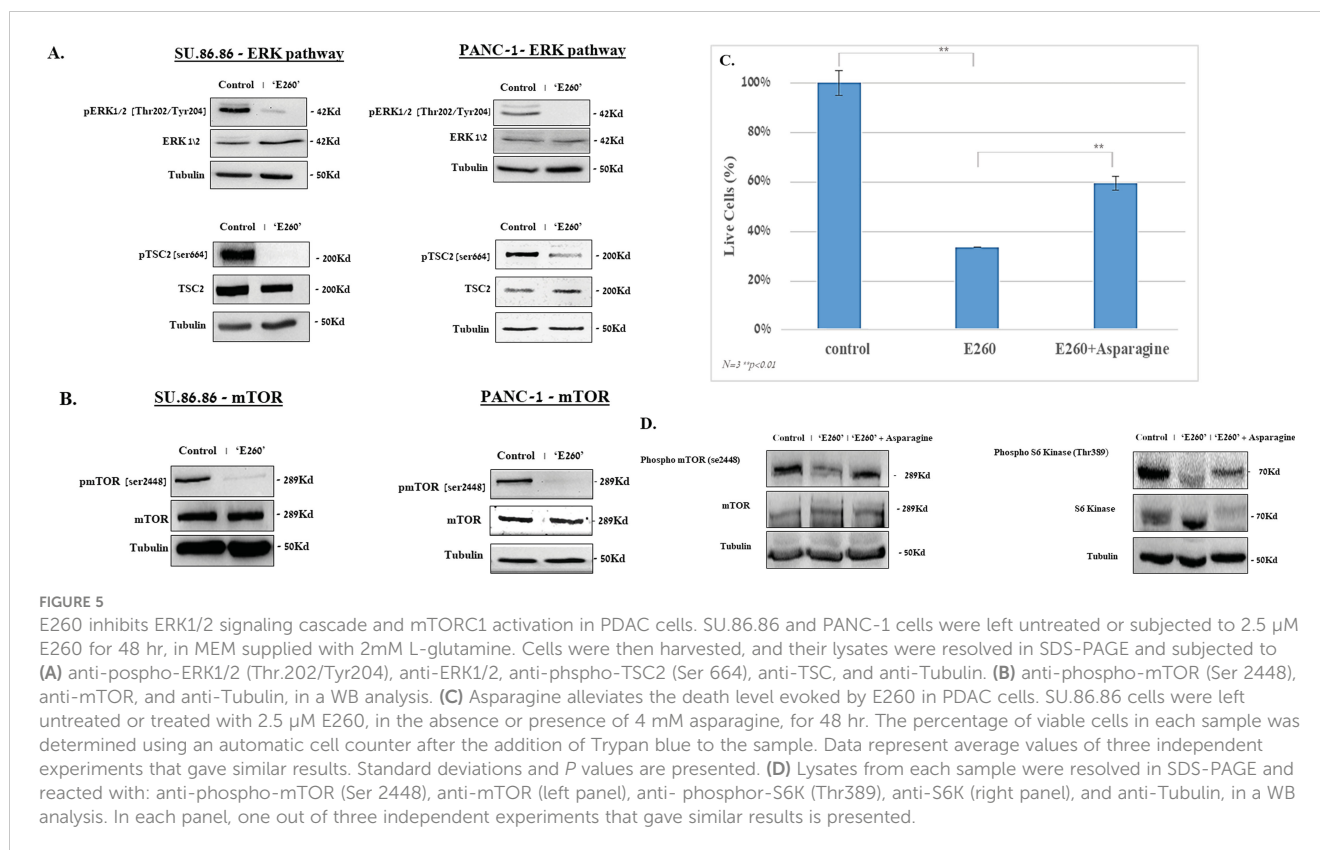 A.
SU.86.86 - ERK pathway
Control | 'E260'
pERK1/2 [Thr202/Tyr204]
- 42Kd
ERK 1\2
- 42Kd
Tubulin
- 50Kd
Control | 'E260'
pTSC2 [ser664]
- 200Kd
TSC2
- 200Kd
Tubulin
- 50Kd
PANC-1- ERK pathway
Control | 'E260'
pERK1/2 [Thr202/Tyr204]
- 42Kd
ERK1\2
- 42Kd
Tubulin
- 50Kd
Control | 'E260'
pTSC2 [ser664]
- 200Kd
TSC2
- 200Kd
Tubulin
- 50Kd
C.
**
**
Live Cells (%)
100%
80%
60%
40%
20%
0%
control E260 E260+Asparagine
N=3 **p<0.01
B.
SU.86.86 - mTOR
Control | 'E260'
pmTOR [ser2448]
- 289Kd
mTOR
- 289Kd
Tubulin
- 50Kd
PANC-1 - mTOR
Control | 'E260'
pmTOR [ser2448]
- 289Kd
mTOR
- 289Kd
Tubulin
- 50Kd
D.
Control | 'E260' | 'E260' + Asparagine
Phospho mTOR (se2448)
- 289Kd
mTOR
- 289Kd
Tubulin
- 50Kd
Control | 'E260' | 'E260' + Asparagine
Phospho S6 Kinase (Thr389)
- 70Kd
S6 Kinase
- 70Kd
Tubulin
- 50Kd
FIGURE 5
E260 inhibits ERK1/2 signaling cascade and mTORC1 activation in PDAC cells. SU.86.86 and PANC-1 cells were left untreated or subjected to 2.5 µM
E260 for 48 hr, in MEM supplied with 2mM L-glutamine. Cells were then harvested, and their lysates were resolved in SDS-PAGE and subjected to
(A) anti-pospho-ERK1/2 (Thr.202/Tyr204), anti-ERK1/2, anti-phspho-TSC2 (Ser 664), anti-TSC, and anti-Tubulin. (B) anti-phospho-mTOR (Ser 2448),
anti-mTOR, and anti-Tubulin, in a WB analysis. (C) Asparagine alleviates the death level evoked by E260 in PDAC cells. SU.86.86 cells were left
untreated or treated with 2.5 µM E260, in the absence or presence of 4 mM asparagine, for 48 hr. The percentage of viable cells in each sample was
determined using an automatic cell counter after the addition of Trypan blue to the sample. Data represent average values of three independent
experiments that gave similar results. Standard deviations and P values are presented. (D) Lysates from each sample were resolved in SDS-PAGE and
reacted with: anti-phospho-mTOR (Ser 2448), anti-mTOR (left panel), anti- phosphor-S6K (Thr389), anti-S6K (right panel), and anti-Tubulin, in a WB
analysis. In each panel, one out of three independent experiments that gave similar results is presented.